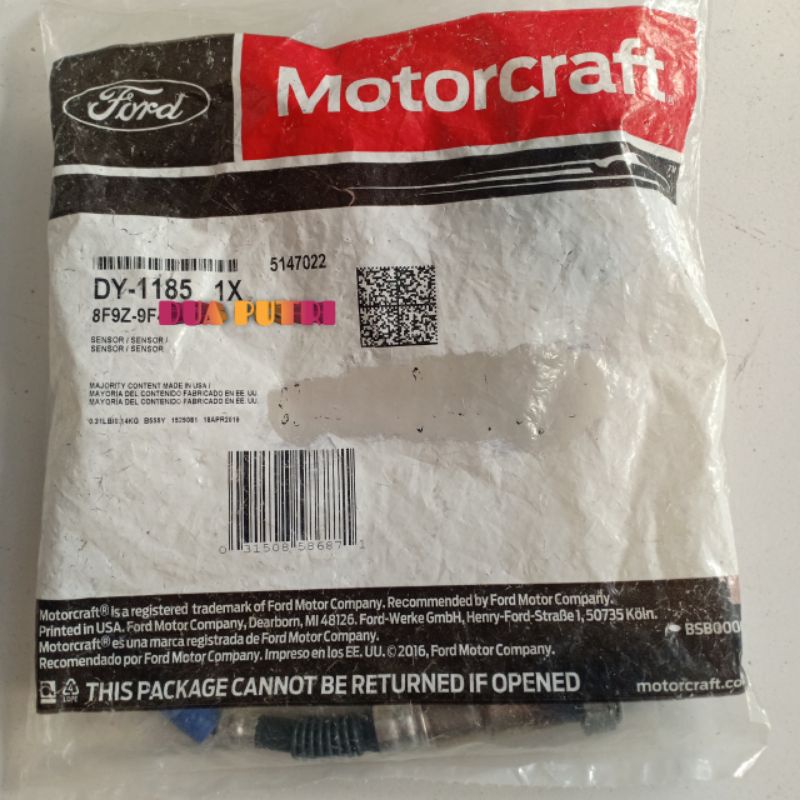 Ford
Motorcraft
5147022
DY-1185 1X
8F9Z-9F
DUA PUTRI
SENSOR / SENSOR /
SENSOR / SENSOR
MAJORITY CONTENT MADE IN USA /
MAYORIA DEL CONTENIDO FABRICADO EN EE. UU.
MAYORIA DEL CONTENIDO FABRICADO EN EE. UU.
0 31508 58687 1
Motorcraft® is a registered trademark of Ford Motor Company. Recommended by Ford Motor Company.
Printed in USA. Ford Motor Company, Dearborn, MI 48126. Ford-Werke GmbH, Henry-Ford-Straße 1, 50735 Köln.
Motorcraft® es una marca registrada de Ford Motor Company.
Recomendado por Ford Motor Company. Impreso en los EE. UU. © 2016, Ford Motor Company.
BSB000
LDPE
THIS PACKAGE CANNOT BE RETURNED IF OPENED
motorcraft.co